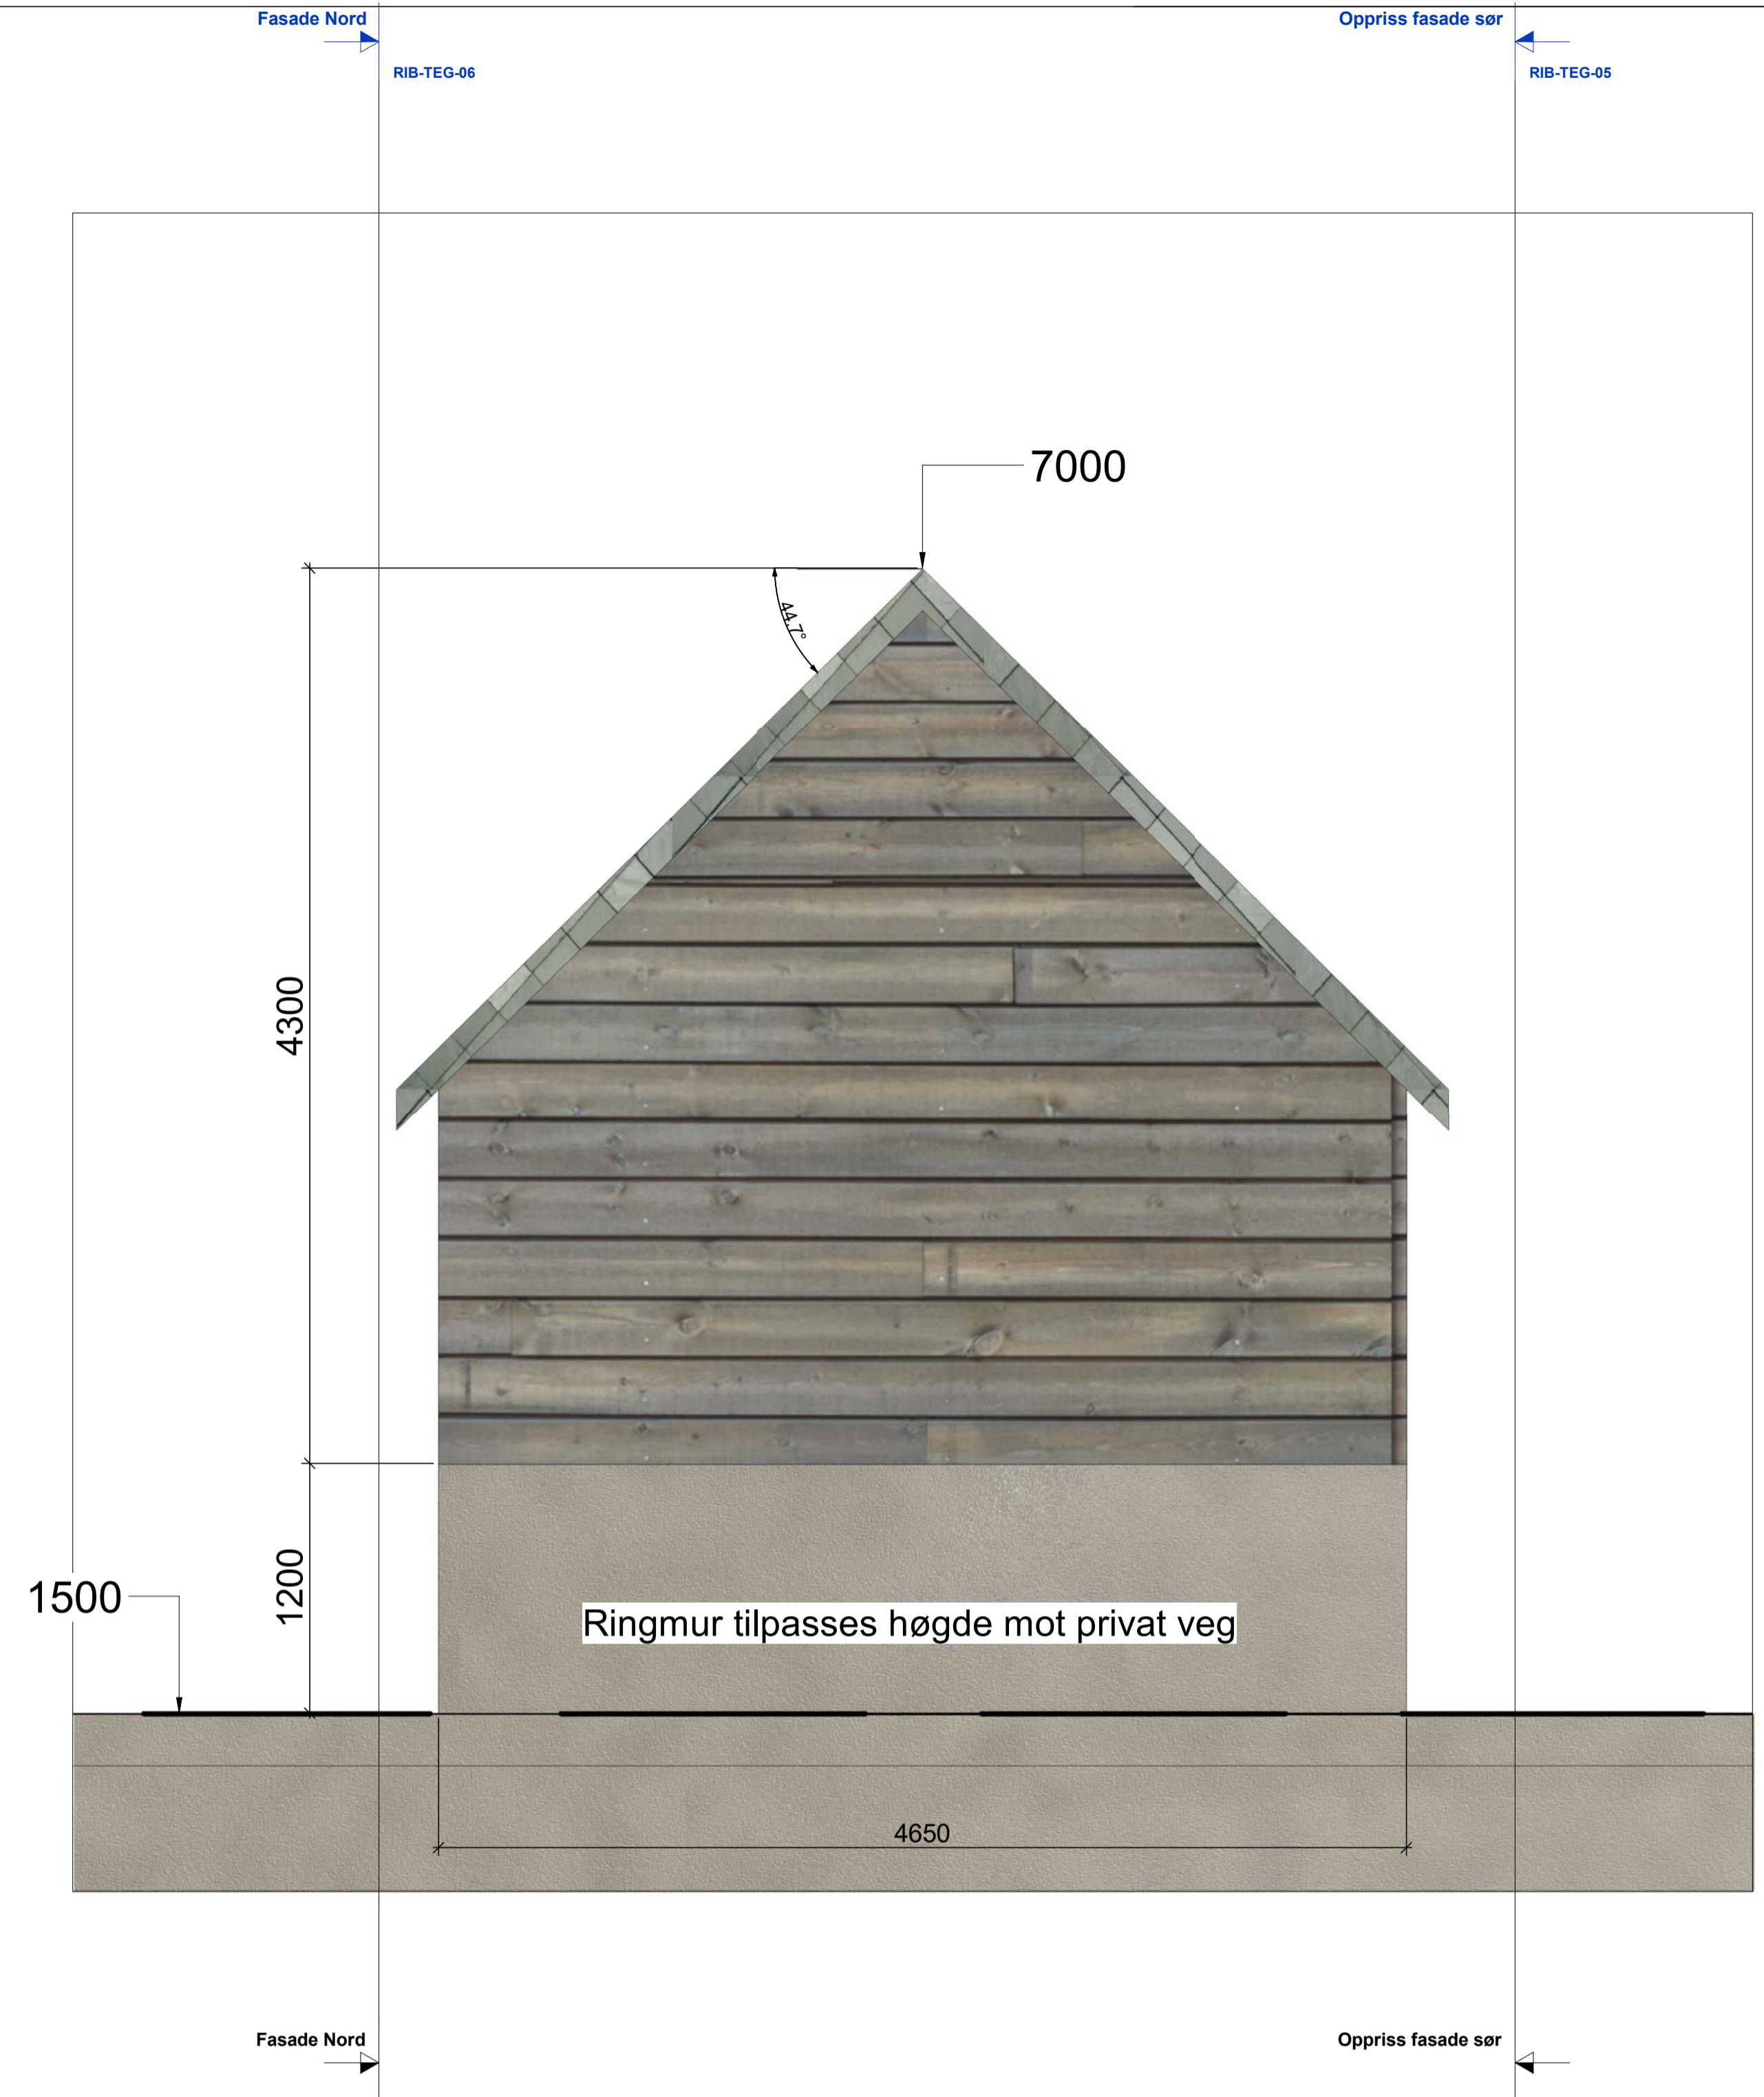 Fasade Nord
Oppriss fasade sør
RIB-TEG-06
RIB-TEG-05
7000
44.7°
4300
1200
1500
Ringmur tilpasses høgde mot privat veg
4650
Fasade Nord
Oppriss fasade sør